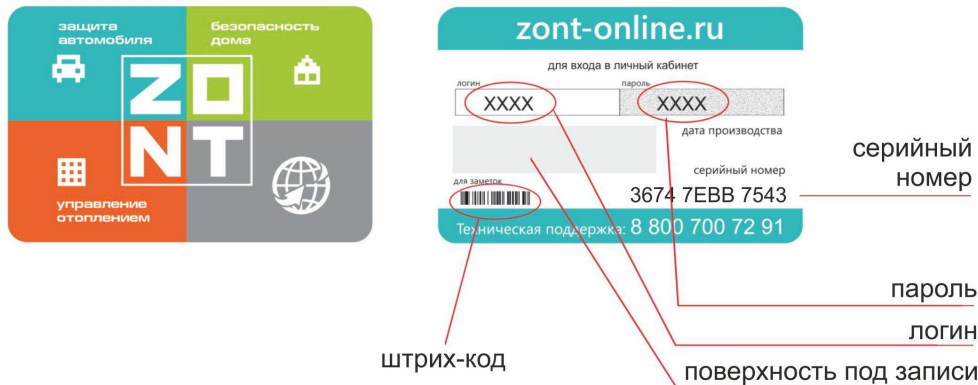 защита
автомобиля
безопасность
дома
ZO
NT
управление
отоплением
zont-online.ru
для входа в личный кабинет
логин
пароль
XXXX
XXXX
дата производства
серийный номер
для заметок
3674 7EBB 7543
Техническая поддержка: 8 800 700 72 91
серийный
номер
пароль
логин
штрих-код
поверхность под записи